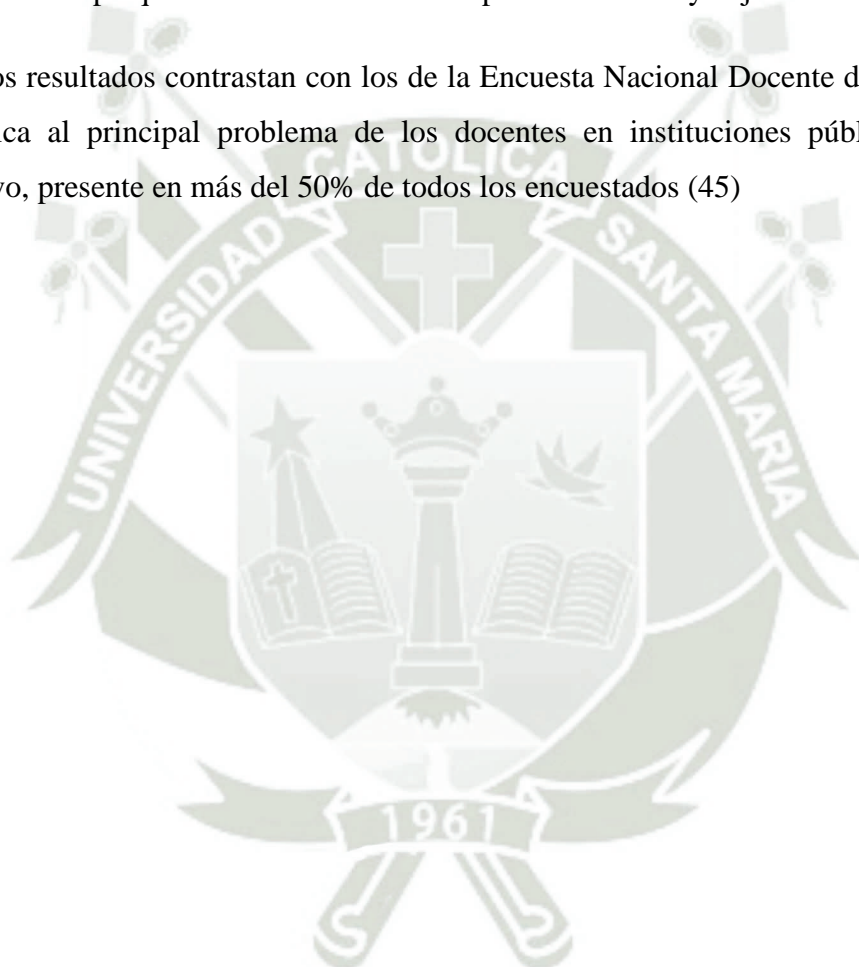 os resultados contrastan con los de la Encuesta Nacional Docente d
ca al principal problema de los docentes en instituciones públ
vo, presente en más del 50% de todos los encuestados (45)
UNIVERSIDAD CATOLICA SANTA MARIA
1961